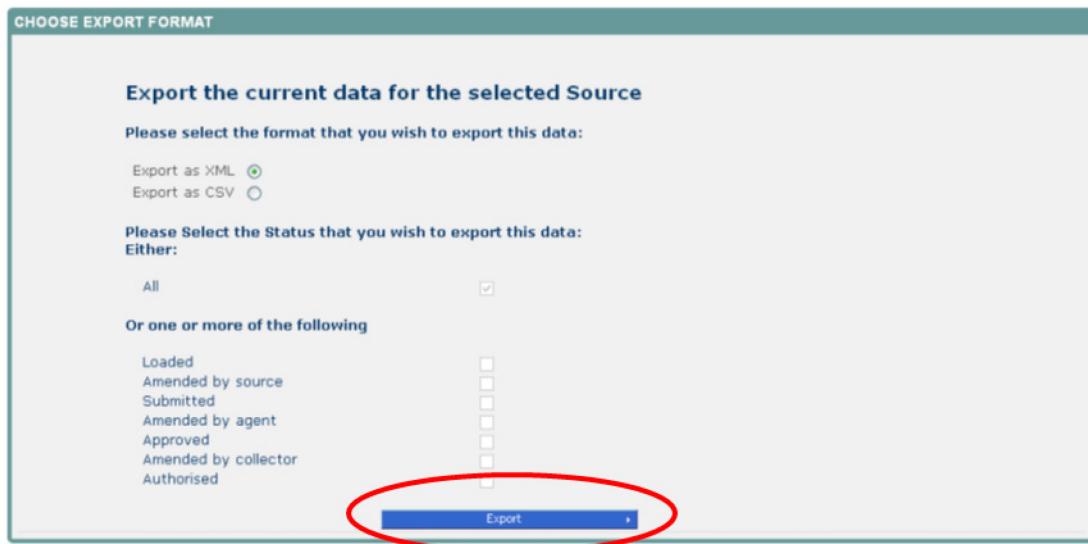 CHOOSE EXPORT FORMAT
Export the current data for the selected Source
Please select the format that you wish to export this data:
Export as XML
Export as CSV
Please Select the Status that you wish to export this data:
Either:
All
Or one or more of the following
Loaded
Amended by source
Submitted
Amended by agent
Approved
Amended by collector
Authorised
Export